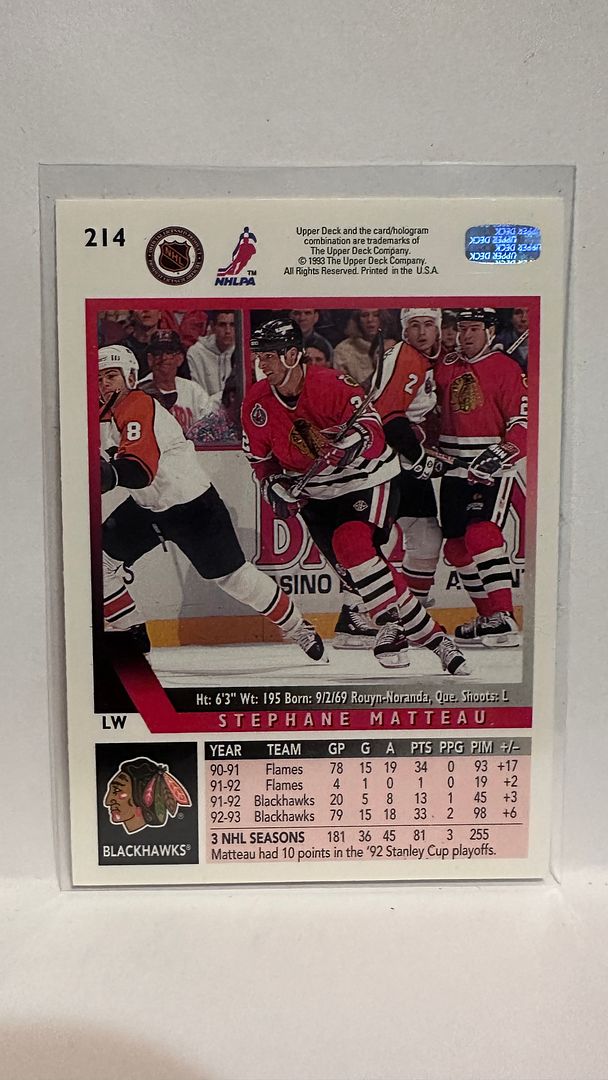 214
NHL
NHLPA
TM
Upper Deck and the card/hologram
combination are trademarks of
The Upper Deck Company.
© 1993 The Upper Deck Company.
All Rights Reserved. Printed in the U.S.A.
UPPER DECK
8
2
Ht: 6'3" Wt: 195 Born: 9/2/69 Rouyn-Noranda, Que. Shoots: L
LW
STEPHANE MATTEAU
YEAR TEAM GP G A PTS PPG PIM +/–
90-91 Flames 78 15 19 34 0 93 +17
91-92 Flames 4 1 0 1 0 19 +2
91-92 Blackhawks 20 5 8 13 1 45 +3
92-93 Blackhawks 79 15 18 33 2 98 +6
3 NHL SEASONS 181 36 45 81 3 255
Matteau had 10 points in the '92 Stanley Cup playoffs.
BLACKHAWKS®